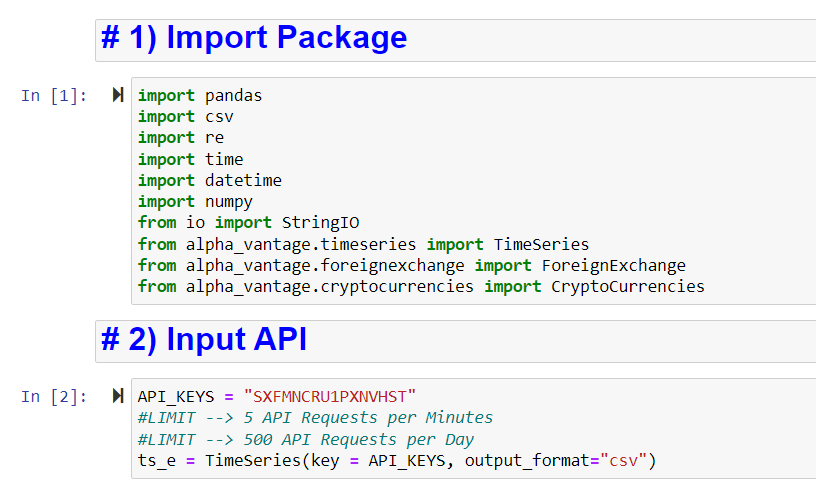 # 1) Import Package
In [1]:
import pandas
import csv
import re
import time
import datetime
import numpy
from io import StringIO
from alpha_vantage.timeseries import TimeSeries
from alpha_vantage.foreignexchange import ForeignExchange
from alpha_vantage.cryptocurrencies import CryptoCurrencies
# 2) Input API
In [2]:
API_KEYS = "SXFMNCRU1PXNVHST"
#LIMIT --> 5 API Requests per Minutes
#LIMIT --> 500 API Requests per Day
ts_e = TimeSeries(key = API_KEYS, output_format="csv")